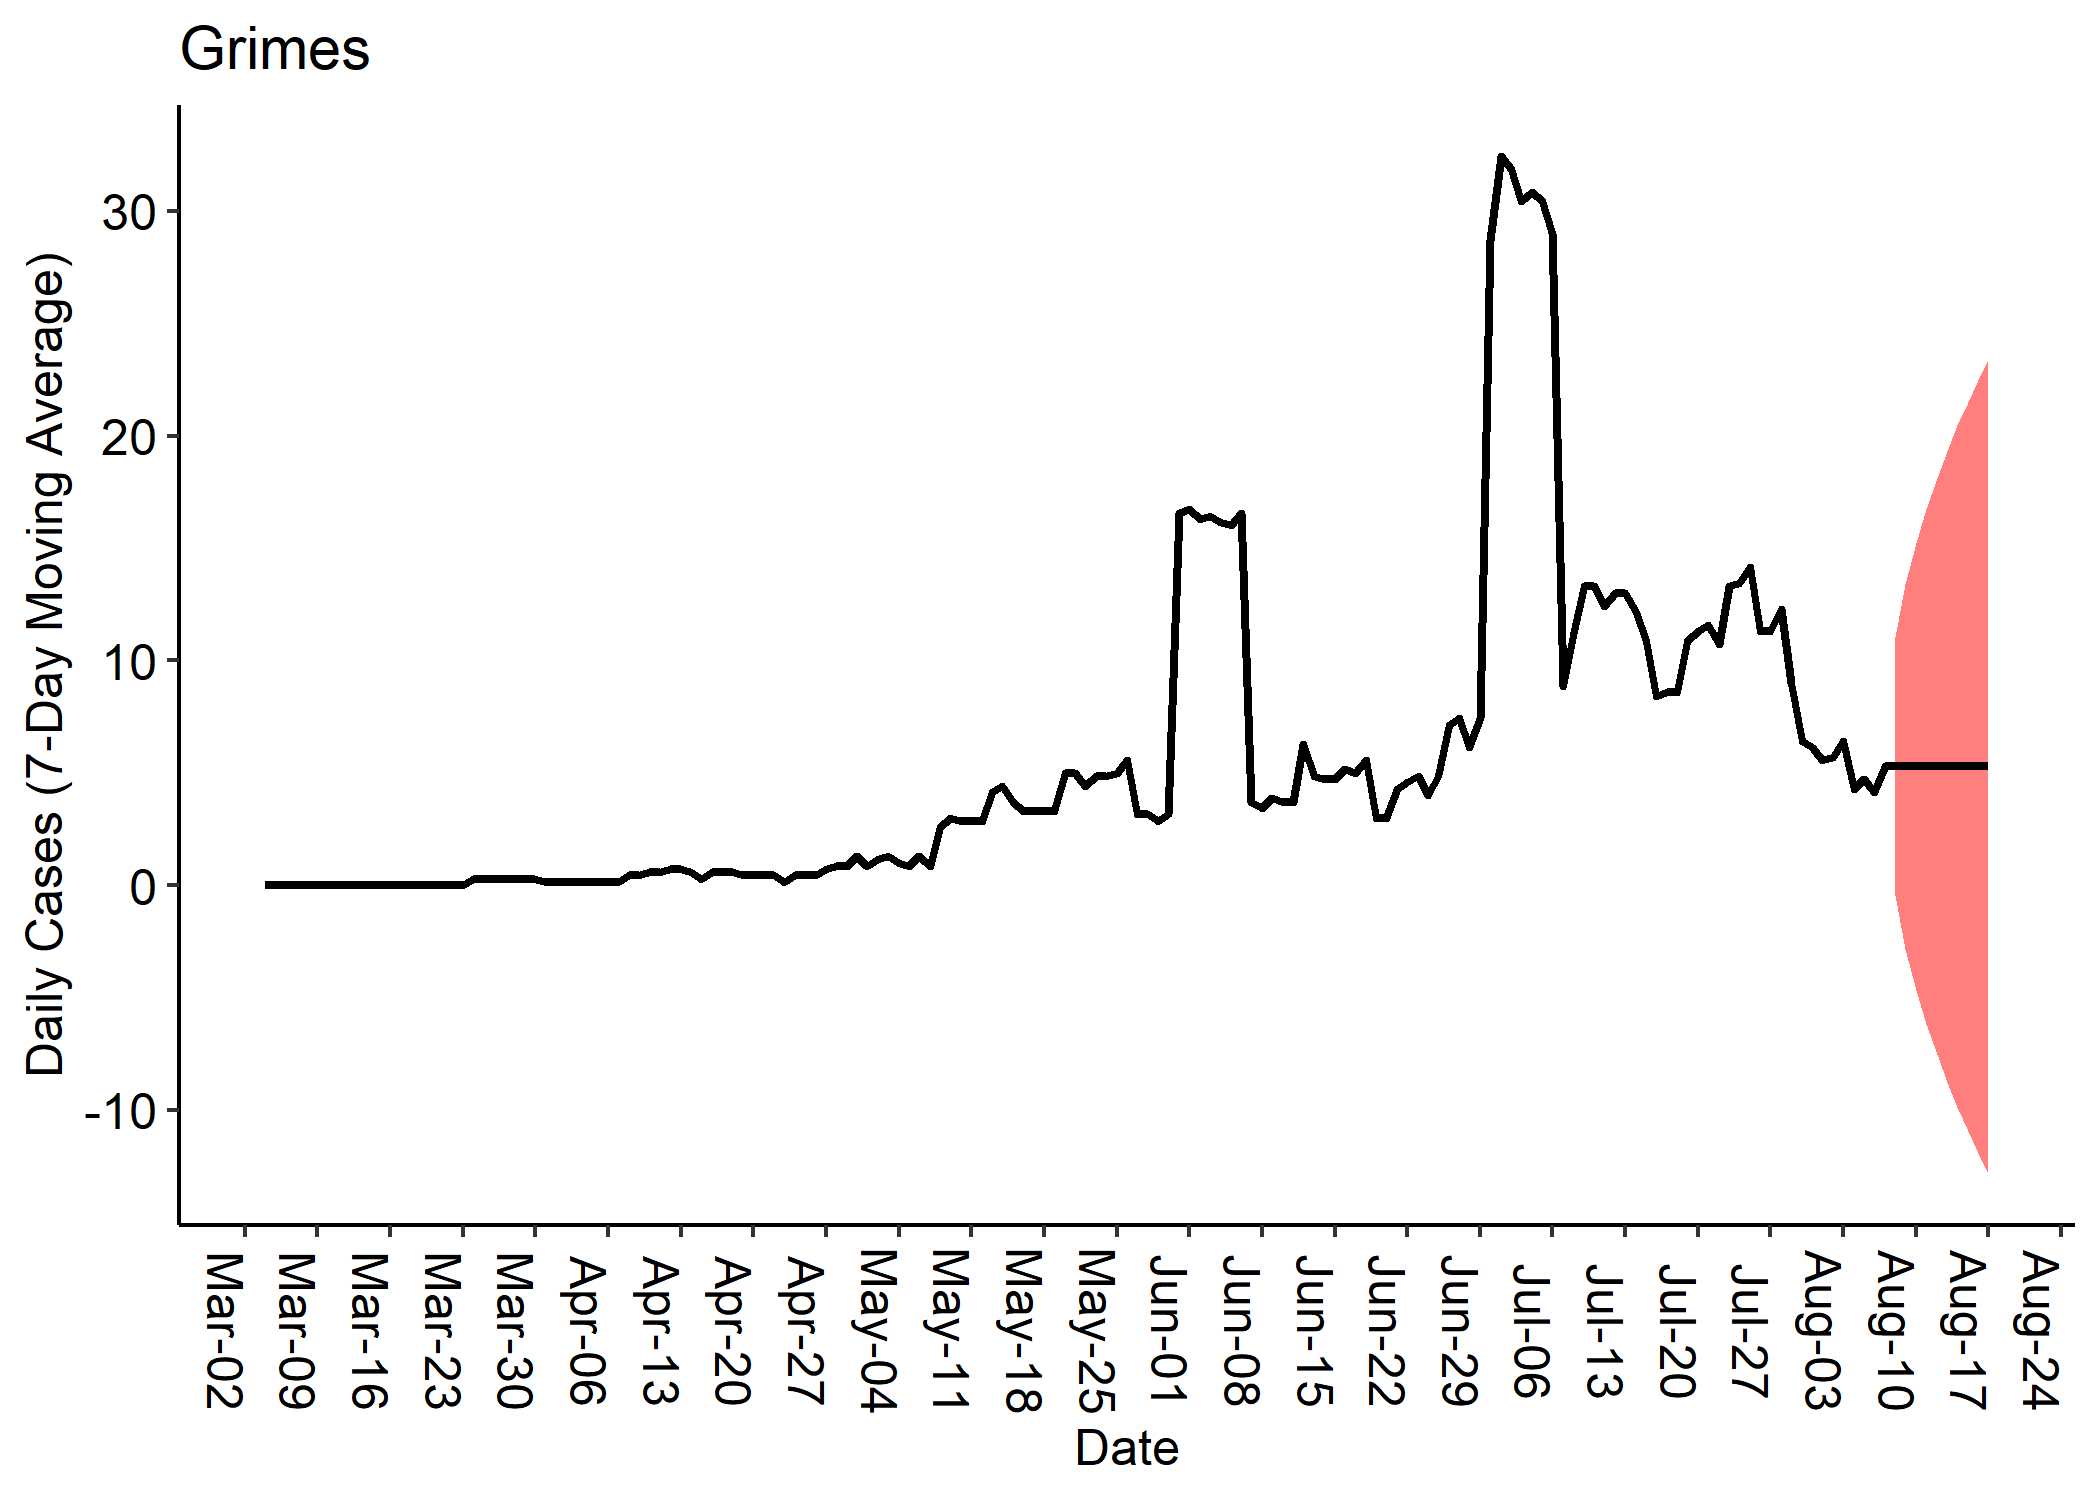 Grimes
Daily Cases (7-Day Moving Average)
30
20
10
0
-10
Mar-02
Mar-09
Mar-16
Mar-23
Mar-30
Apr-06
Apr-13
Apr-20
Apr-27
May-04
May-11
May-18
May-25
Jun-01
Jun-08
Jun-15
Jun-22
Jun-29
Jul-06
Jul-13
Jul-20
Jul-27
Aug-03
Aug-10
Aug-17
Aug-24
Date